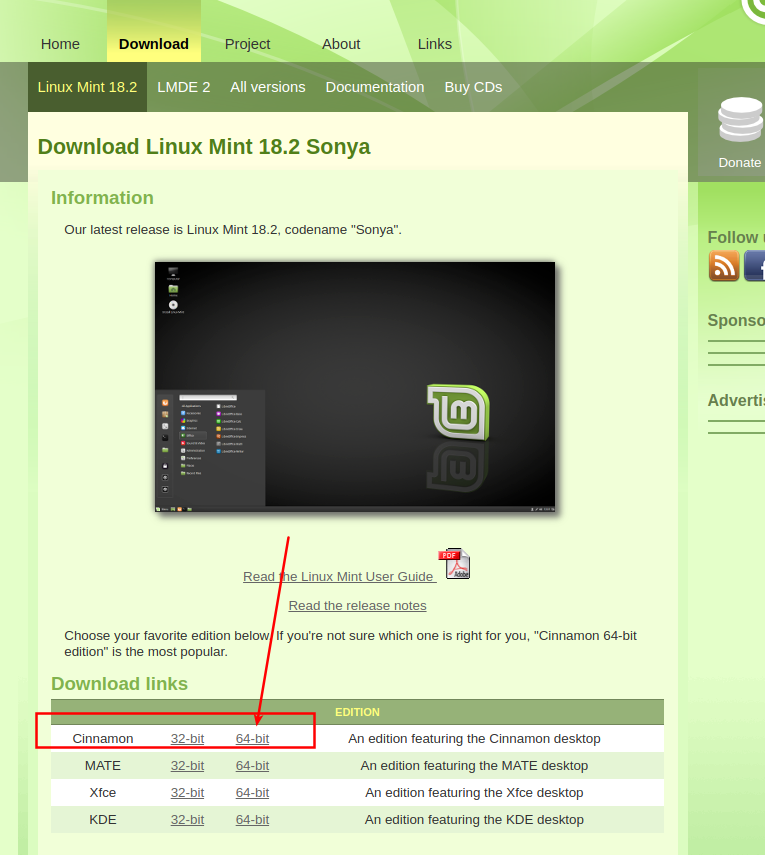 Home Download Project About Links
Linux Mint 18.2 LMDE 2 All versions Documentation Buy CDs
Donate
Download Linux Mint 18.2 Sonya
Information
Our latest release is Linux Mint 18.2, codename "Sonya".
Follow
Read the Linux Mint User Guide
PDF
Adobe
Read the release notes
Choose your favorite edition below. If you're not sure which one is right for you, "Cinnamon 64-bit
edition" is the most popular.
Download links
EDITION
Cinnamon 32-bit 64-bit An edition featuring the Cinnamon desktop
MATE 32-bit 64-bit An edition featuring the MATE desktop
Xfce 32-bit 64-bit An edition featuring the Xfce desktop
KDE 32-bit 64-bit An edition featuring the KDE desktop